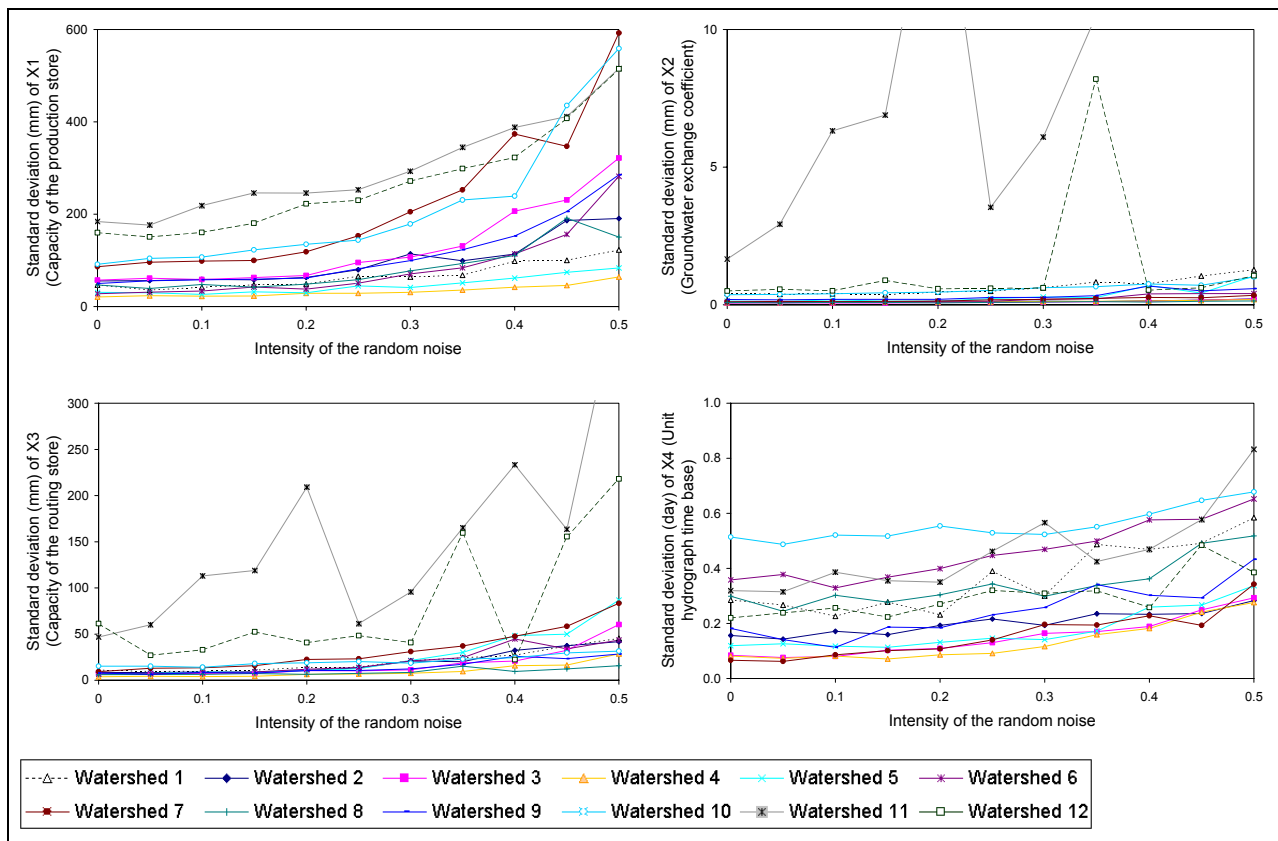 Standard deviation (mm) of X1
(Capacity of the production store)
600
400
200
0
0 0.1 0.2 0.3 0.4 0.5
Intensity of the random noise
Standard deviation (mm) of X2
(Groundwater exchange coefficient)
10
5
0
0 0.1 0.2 0.3 0.4 0.5
Intensity of the random noise
Standard deviation (mm) of X3
(Capacity of the routing store)
300
250
200
150
100
50
0
0 0.1 0.2 0.3 0.4 0.5
Intensity of the random noise
Standard deviation (day) of X4 (Unit
hydrograph time base)
1.0
0.8
0.6
0.4
0.2
0.0
0 0.1 0.2 0.3 0.4 0.5
Intensity of the random noise
Watershed 1 Watershed 2 Watershed 3 Watershed 4 Watershed 5 Watershed 6
Watershed 7 Watershed 8 Watershed 9 Watershed 10 Watershed 11 Watershed 12